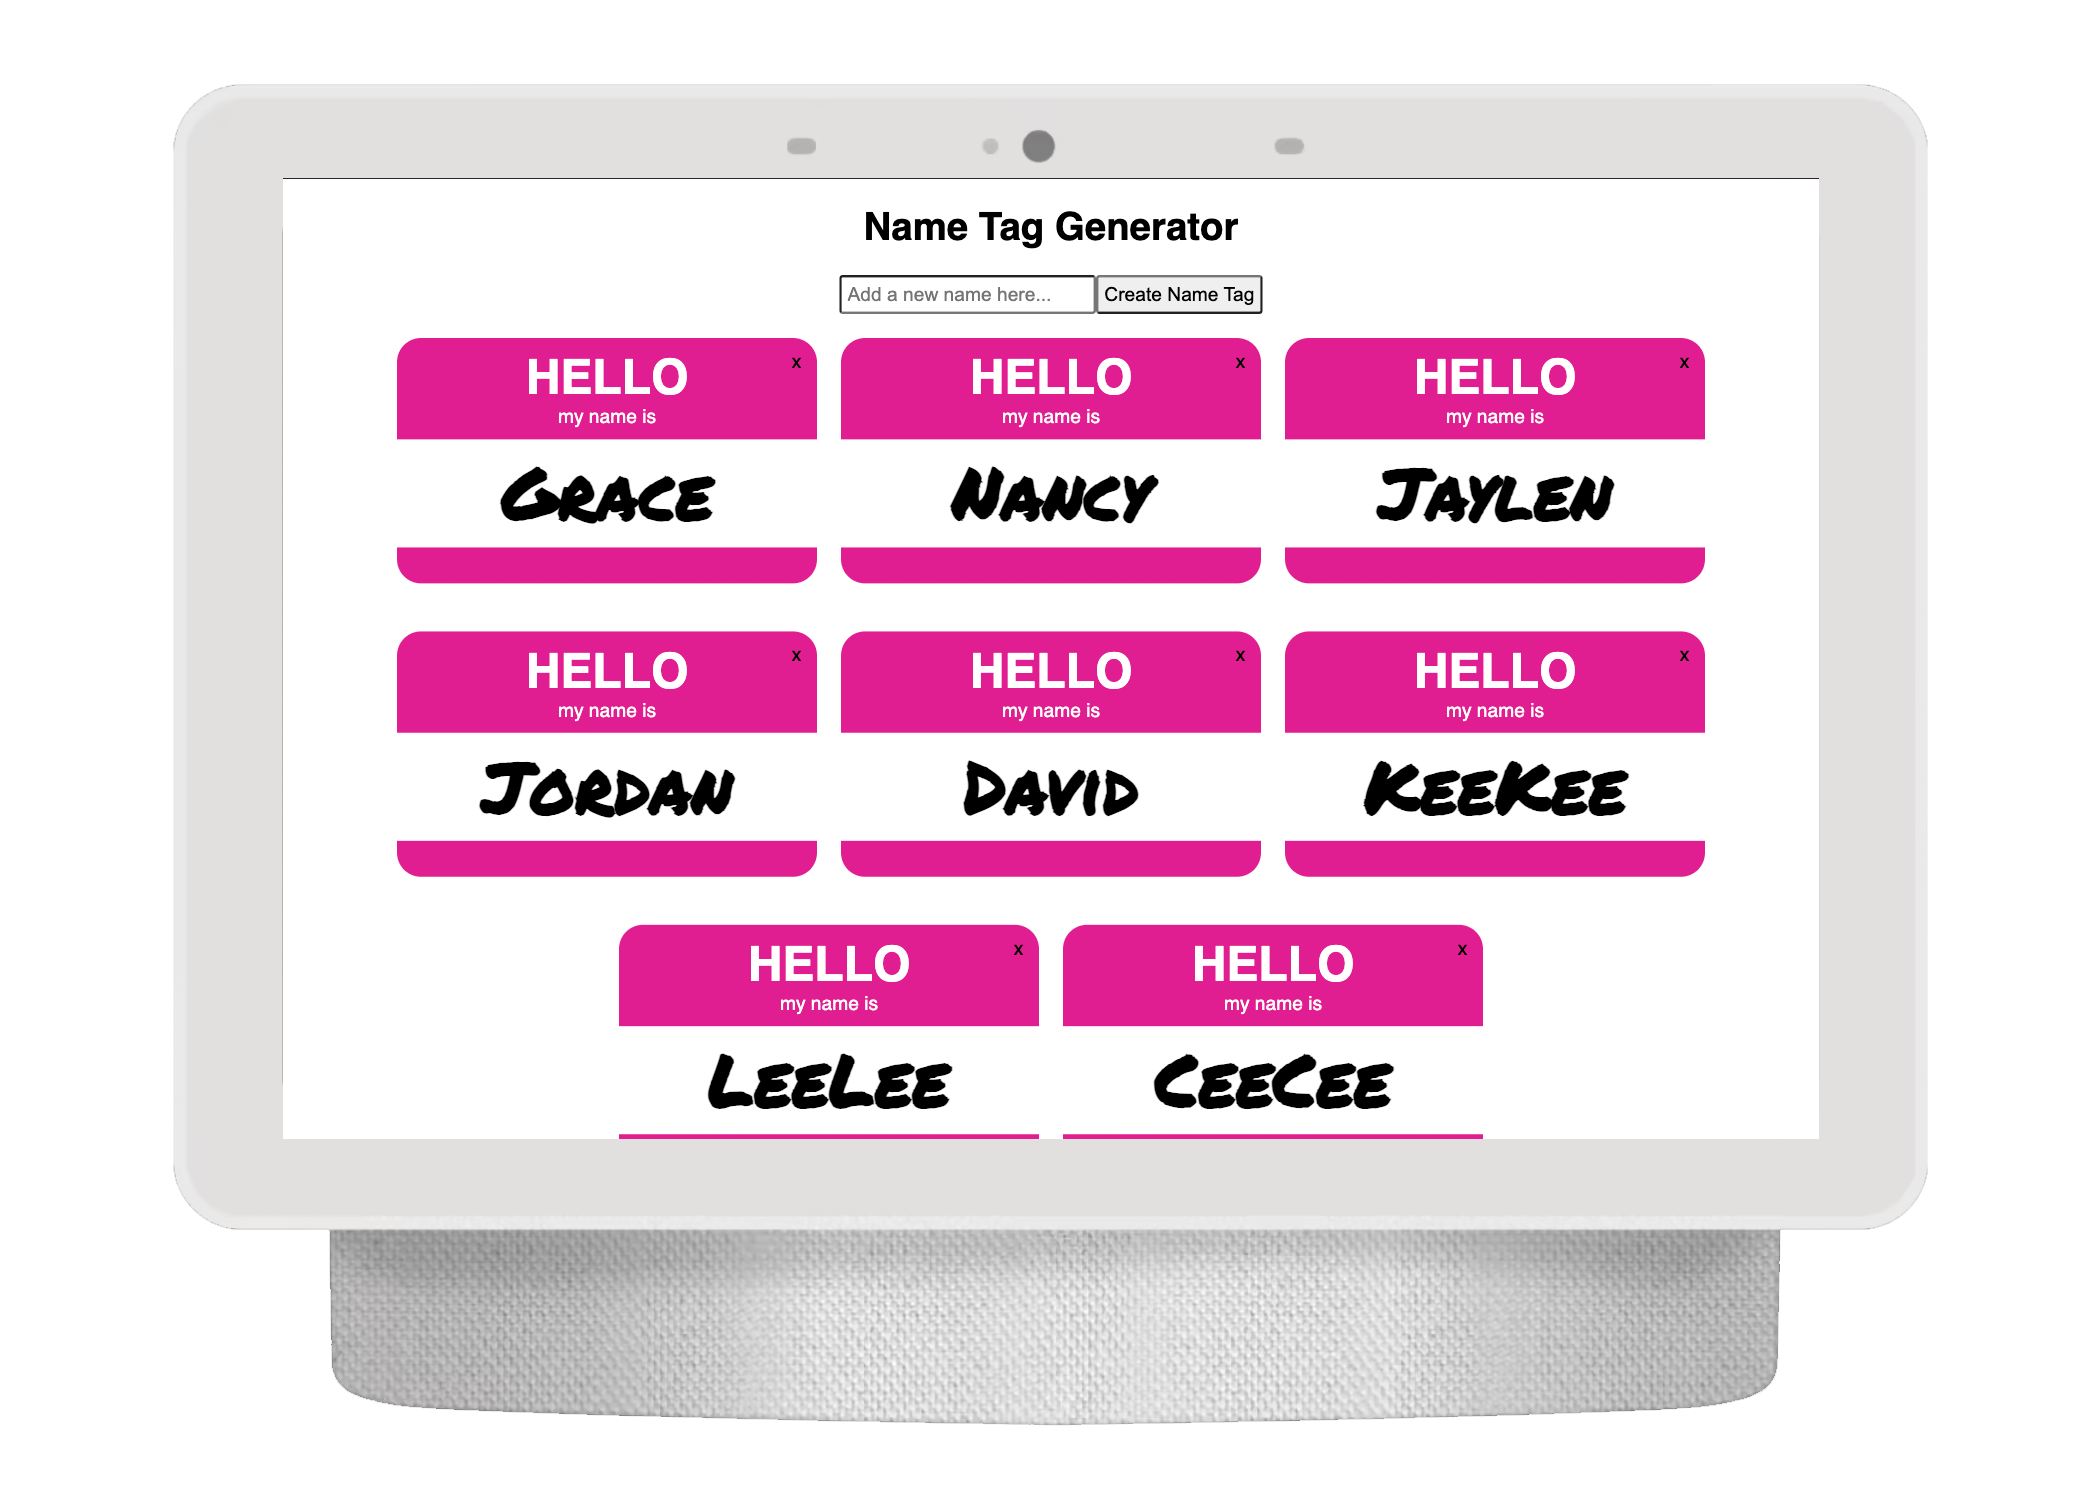 Name Tag Generator
Add a new name here... Create Name Tag
HELLO x HELLO x HELLO x
my name is my name is my name is
Grace Nancy Jaylen
HELLO x HELLO x HELLO x
my name is my name is my name is
Jordan David KeeKee
HELLO x HELLO x
my name is my name is
LeeLee CeeCee